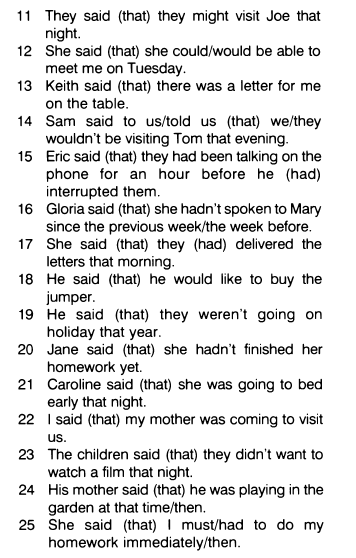 11 They said (that) they might visit Joe that
night.
12 She said (that) she could/would be able to
meet me on Tuesday.
13 Keith said (that) there was a letter for me
on the table.
14 Sam said to us/told us (that) we/they
wouldn't be visiting Tom that evening.
15 Eric said (that) they had been talking on the
phone for an hour before he (had)
interrupted them.
16 Gloria said (that) she hadn't spoken to Mary
since the previous week/the week before.
17 She said (that) they (had) delivered the
letters that morning.
18 He said (that) he would like to buy the
jumper.
19 He said (that) they weren't going on
holiday that year.
20 Jane said (that) she hadn't finished her
homework yet.
21 Caroline said (that) she was going to bed
early that night.
22 I said (that) my mother was coming to visit
us.
23 The children said (that) they didn't want to
watch a film that night.
24 His mother said (that) he was playing in the
garden at that time/then.
25 She said (that) I must/had to do my
homework immediately/then.